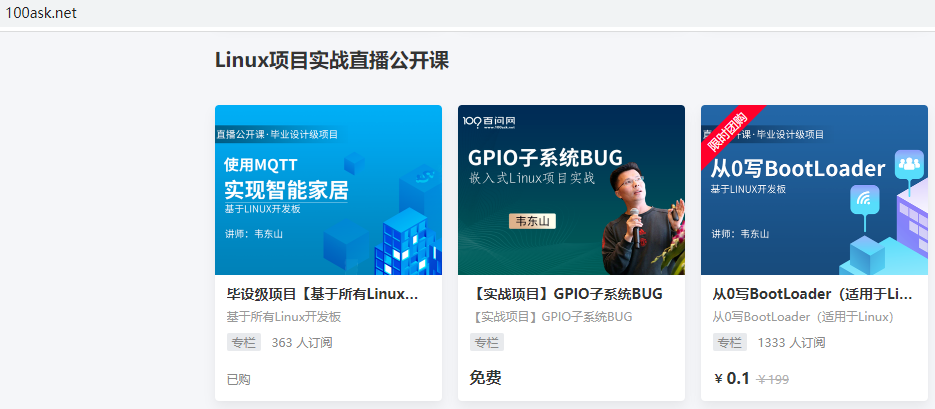 100ask.net
Linux项目实战直播公开课
直播公开课·毕业设计级项目
使用MQTT
实现智能家居
基于LINUX开发板
讲师：韦东山
毕设级项目【基于所有Linux...
基于所有Linux开发板
专栏 363 人订阅
已购
100百问网
www.100ask.net
GPIO子系统BUG
嵌入式Linux项目实战
韦东山
【实战项目】GPIO子系统BUG
【实战项目】GPIO子系统BUG
专栏
免费
限时团购
开课·毕业设计级项目
从0写BootLoader
基于LINUX开发板
讲师：韦东山
从0写BootLoader（适用于Li...
从0写BootLoader（适用于Linux）
专栏 1333 人订阅
￥0.1 ￥199